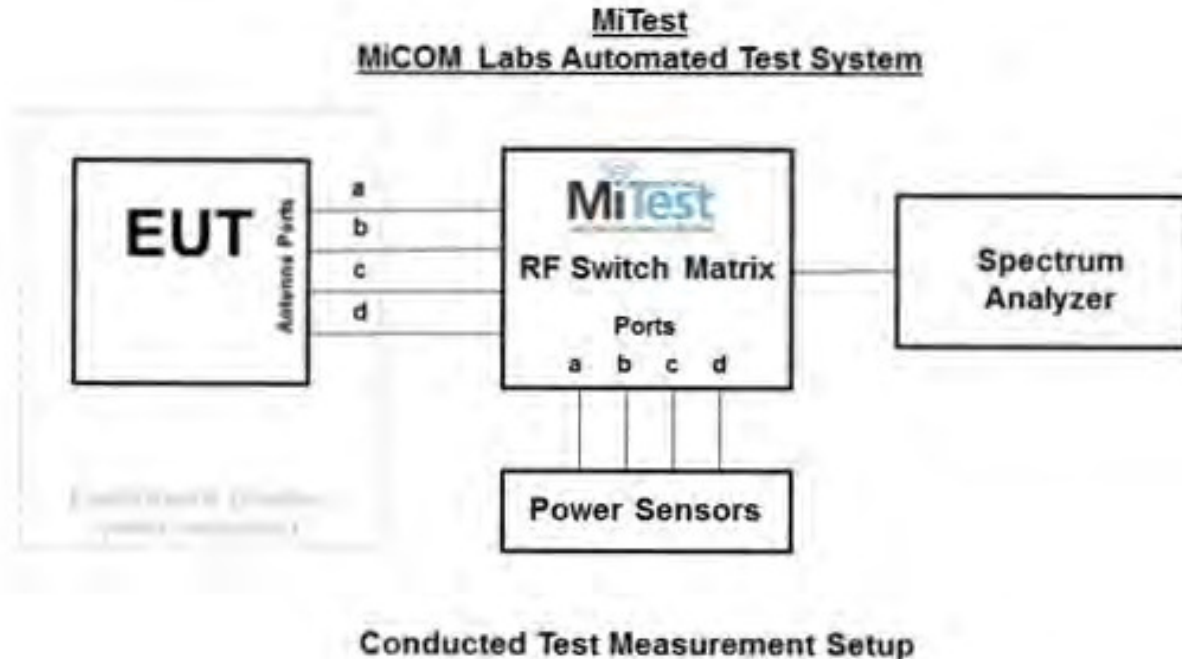 MiTest
MiCOM Labs Automated Test System
EUT
Antenna Ports
a
b
c
d
MiTest
RF Switch Matrix
Ports
a b c d
Spectrum
Analyzer
Power Sensors
Conducted Test Measurement Setup